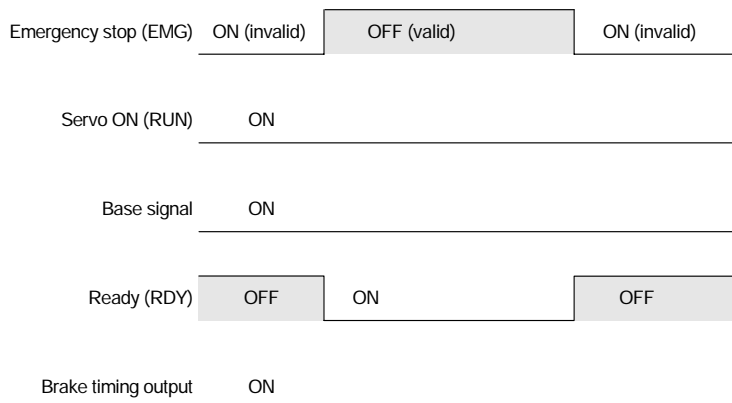 Emergency stop (EMG) ON (invalid) OFF (valid) ON (invalid)
Servo ON (RUN) ON
Base signal ON
Ready (RDY) OFF ON OFF
Brake timing output ON